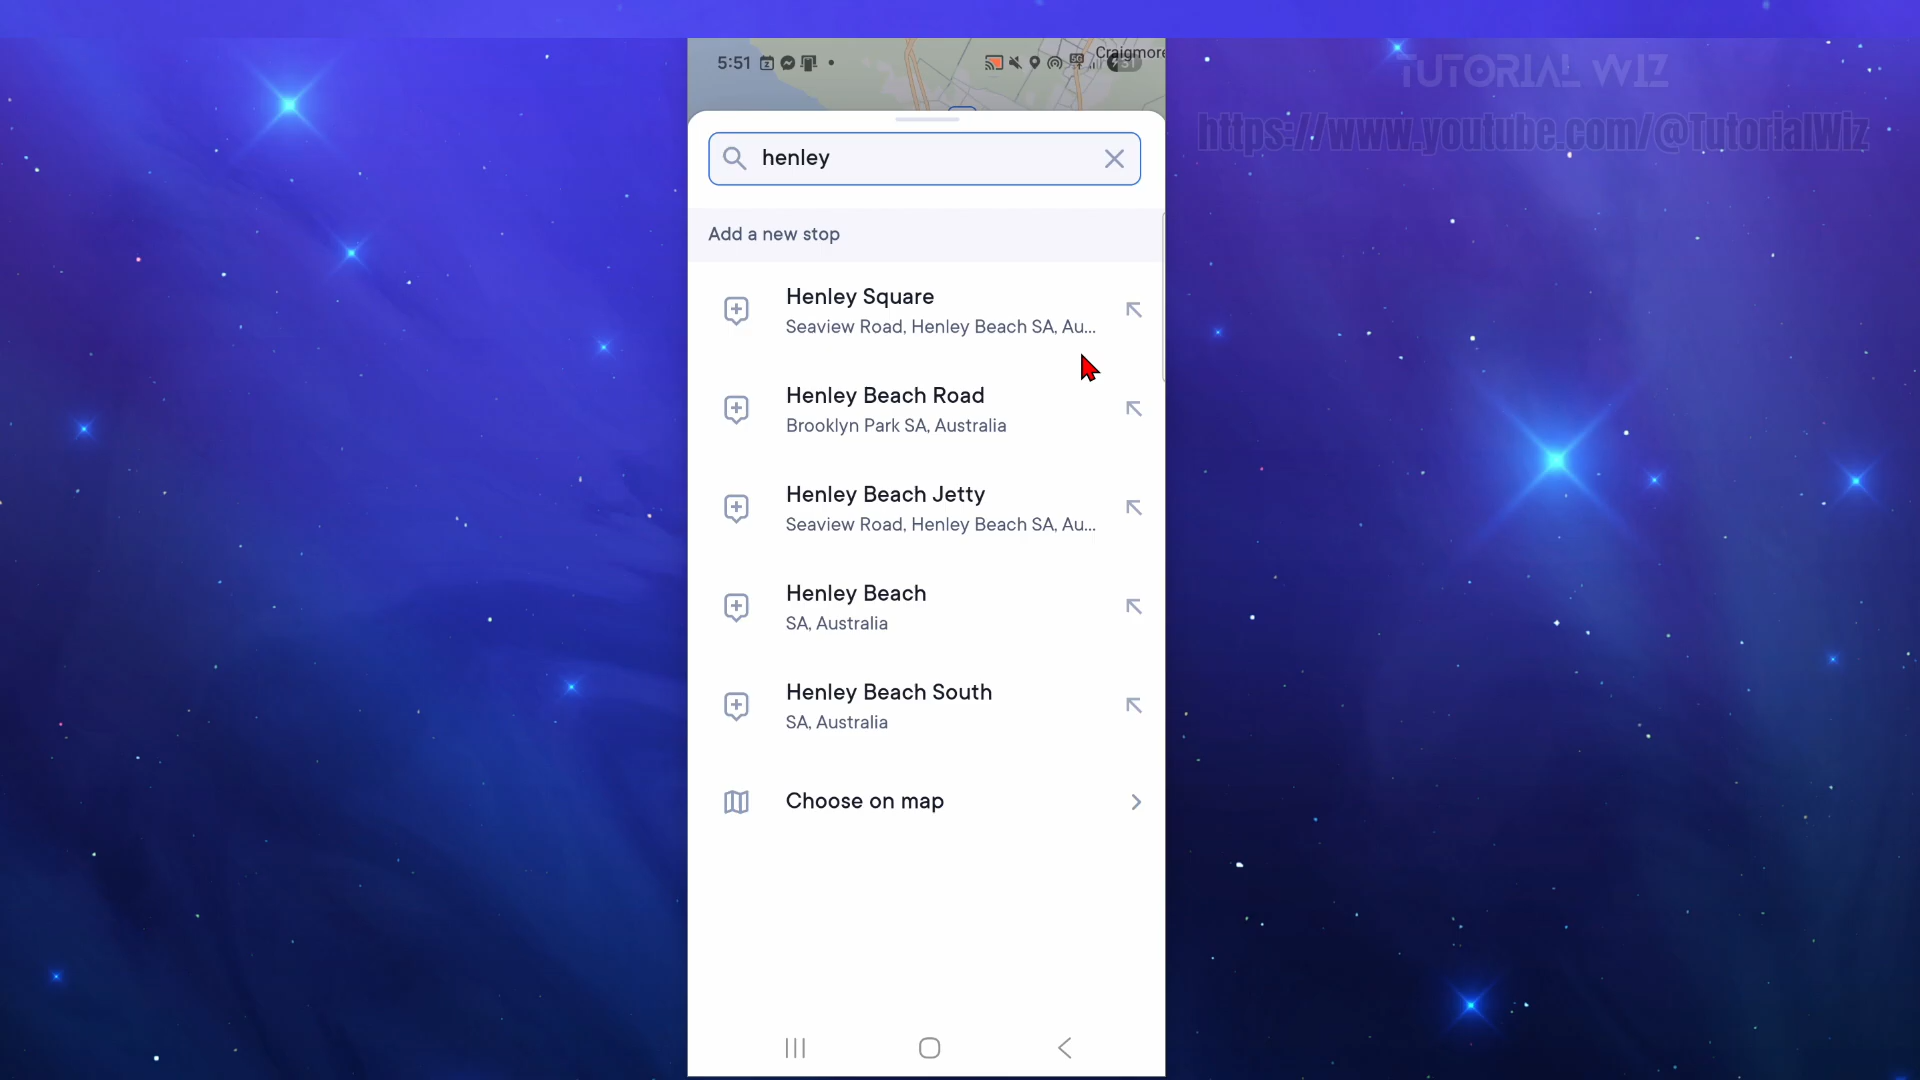 Craigmore
5:51
5G
31
TUTORIAL WIZ
https://www.youtube.com/@TutorialWiz
henley
Add a new stop
Henley Square
Seaview Road, Henley Beach SA, Au...
Henley Beach Road
Brooklyn Park SA, Australia
Henley Beach Jetty
Seaview Road, Henley Beach SA, Au...
Henley Beach
SA, Australia
Henley Beach South
SA, Australia
Choose on map